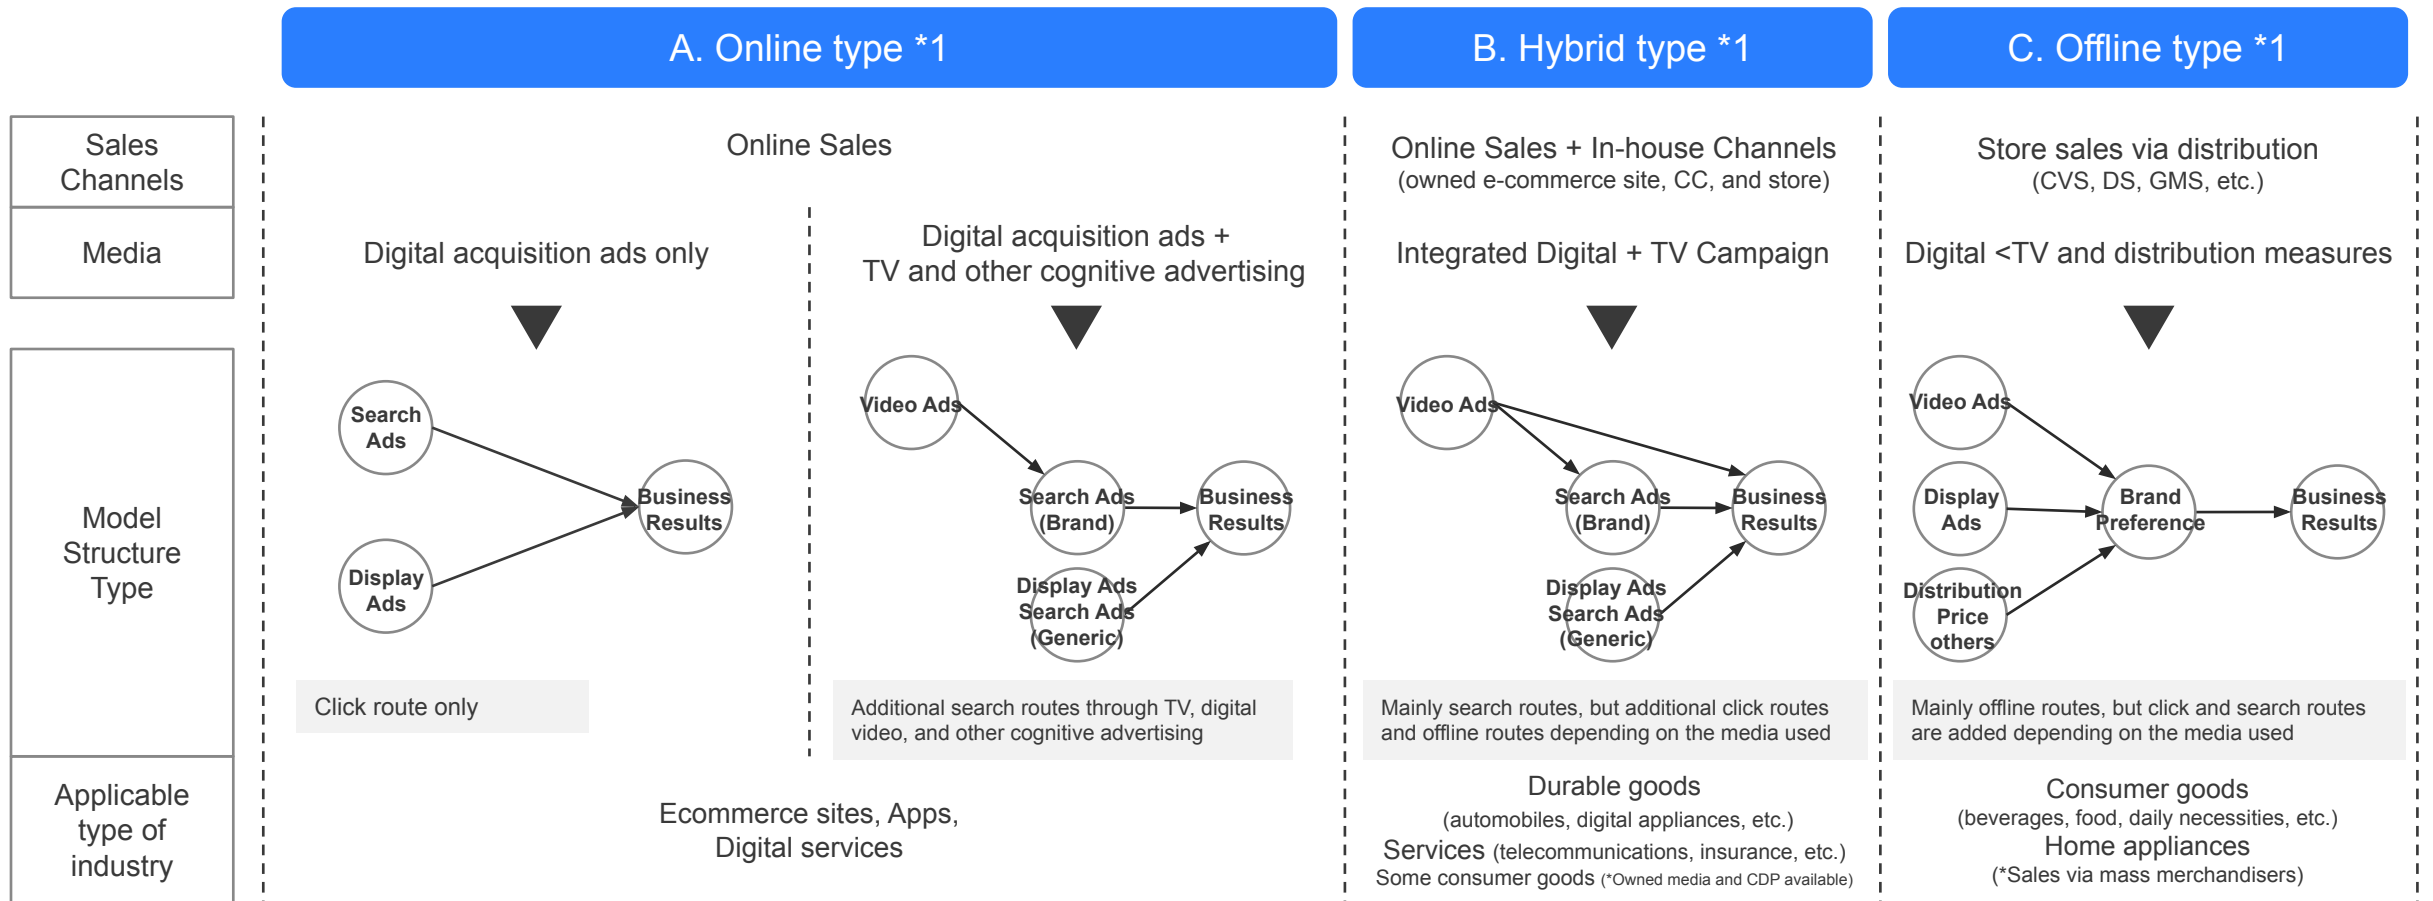 A. Online type *1
B. Hybrid type *1
C. Offline type *1
Sales
Channels
Online Sales
Online Sales + In-house Channels
(owned e-commerce site, CC, and store)
Store sales via distribution
(CVS, DS, GMS, etc.)
Media
Digital acquisition ads only
Digital acquisition ads +
TV and other cognitive advertising
Integrated Digital + TV Campaign
Digital <TV and distribution measures
Model
Structure
Type
Search
Ads
Display
Ads
Business
Results
Click route only
Video Ads
Search Ads
(Brand)
Business
Results
Display Ads
Search Ads
(Generic)
Additional search routes through TV, digital
video, and other cognitive advertising
Video Ads
Search Ads
(Brand)
Business
Results
Display Ads
Search Ads
(Generic)
Mainly search routes, but additional click routes
and offline routes depending on the media used
Video Ads
Display
Ads
Distribution
Price
others
Brand
Preference
Business
Results
Mainly offline routes, but click and search routes
are added depending on the media used
Applicable
type of
industry
Ecommerce sites, Apps,
Digital services
Durable goods
(automobiles, digital appliances, etc.)
Services (telecommunications, insurance, etc.)
Some consumer goods (*Owned media and CDP available)
Consumer goods
(beverages, food, daily necessities, etc.)
Home appliances
(*Sales via mass merchandisers)